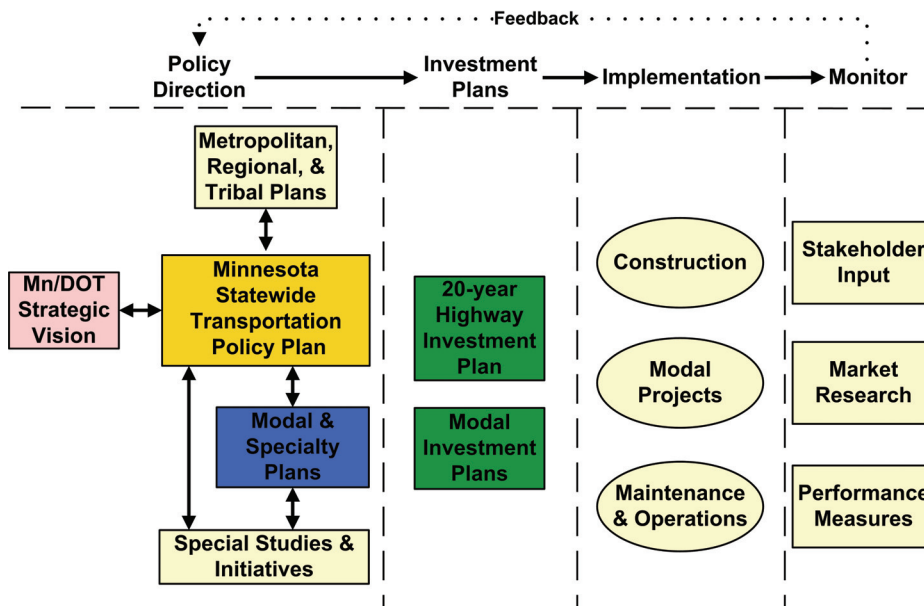 Feedback
Policy
Direction
Investment
Plans
Implementation
Monitor
Metropolitan,
Regional, &
Tribal Plans
Mn/DOT
Strategic
Vision
Minnesota
Statewide
Transportation
Policy Plan
Modal &
Specialty
Plans
Special Studies &
Initiatives
20-year
Highway
Investment
Plan
Modal
Investment
Plans
Construction
Modal
Projects
Maintenance
& Operations
Stakeholder
Input
Market
Research
Performance
Measures